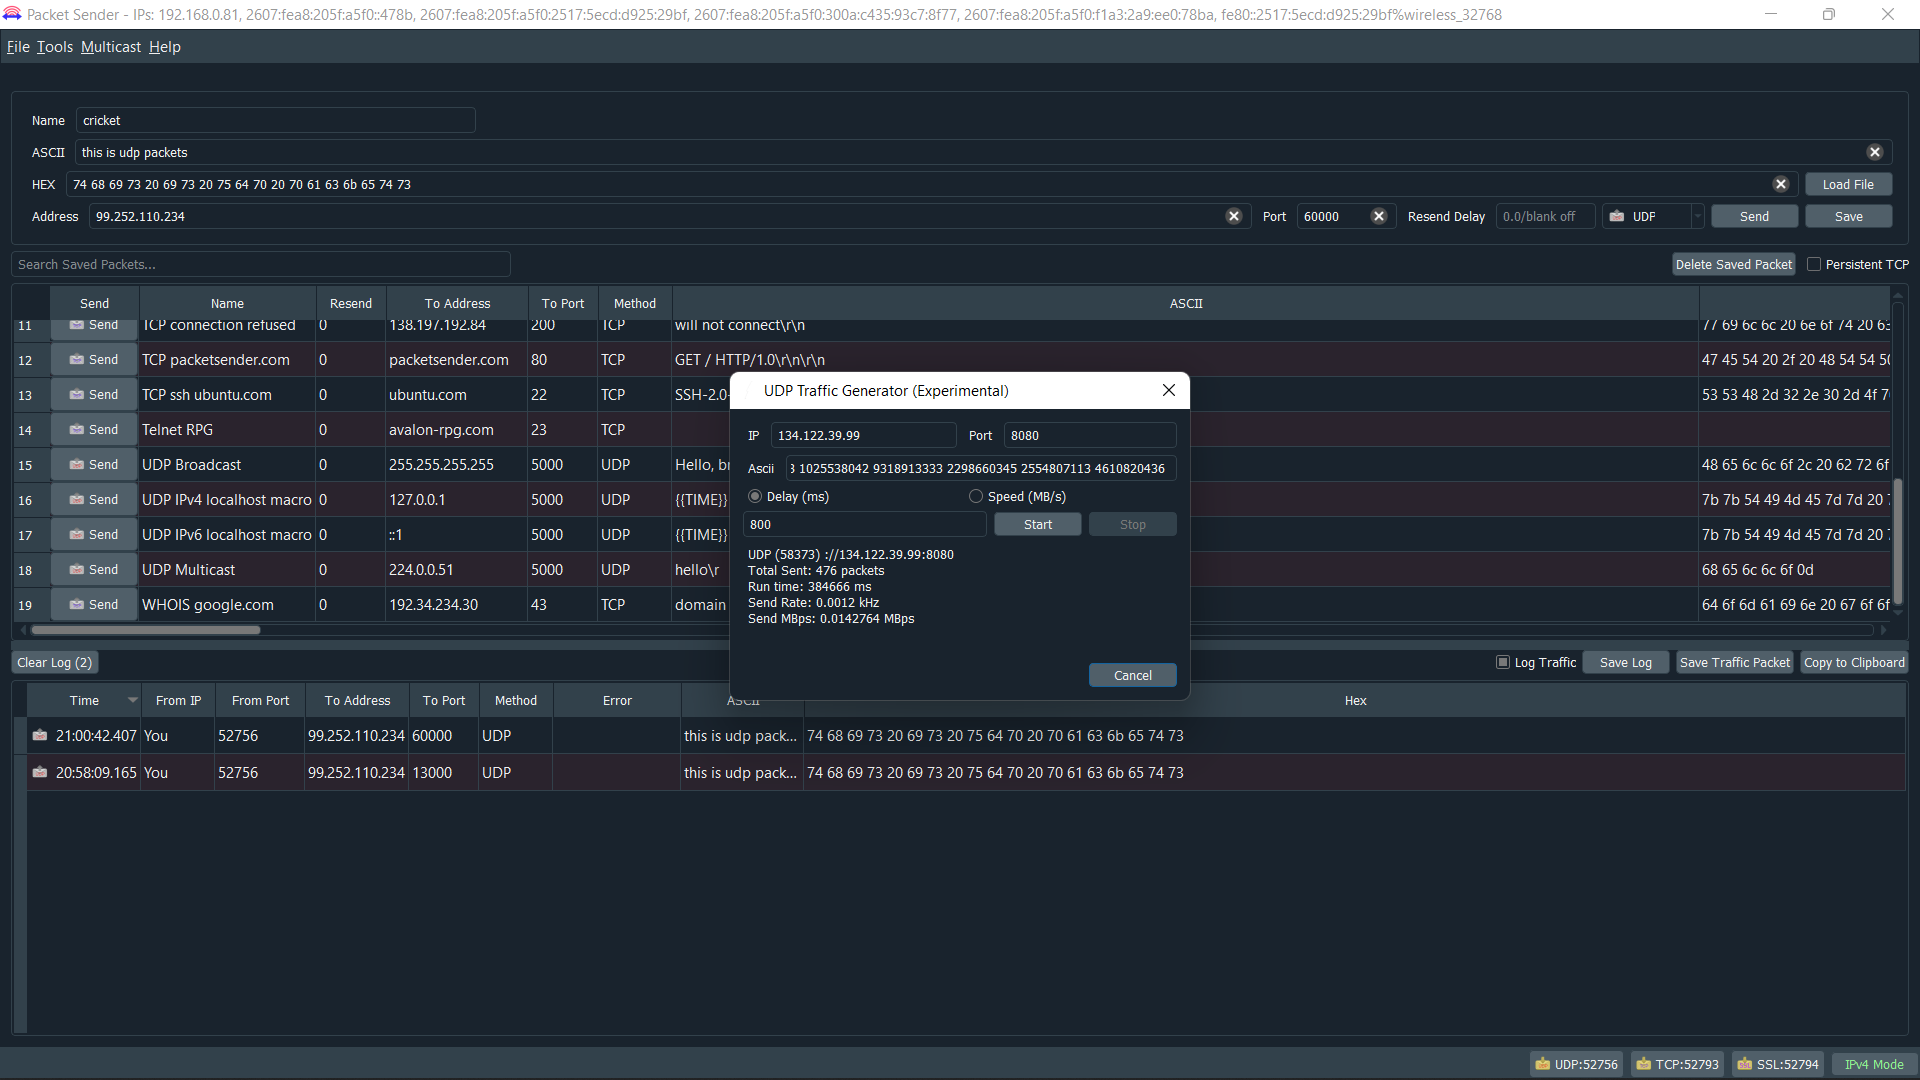 Packet Sender - IPs: 192.168.0.81, 2607:fea8:205f:a5f0::478b, 2607:fea8:205f:a5f0:2517:5ecd:d925:29bf, 2607:fea8:205f:a5f0:300a:c435:93c7:8f77, 2607:fea8:205f:a5f0:f1a3:2a9:ee0:78ba, fe80::2517:5ecd:d925:29bf%wireless_32768
File Tools Multicast Help
Name cricket
ASCII this is udp packets
HEX 74 68 69 73 20 69 73 20 75 64 70 20 70 61 63 6b 65 74 73 Load File
Address 99.252.110.234 Port 60000 Resend Delay 0.0/blank off UDP Send Save
Search Saved Packets... Delete Saved Packet Persistent TCP
Send Name Resend To Address To Port Method ASCII
11 Send TCP connection refused 0 138.197.192.84 200 TCP will not connect\r\n 77 69 6c 6c 20 6e 6f 74 20 63
12 Send TCP packetsender.com 0 packetsender.com 80 TCP GET / HTTP/1.0\r\n\r\n 47 45 54 20 2f 20 48 54 54 50
13 Send TCP ssh ubuntu.com 0 ubuntu.com 22 TCP SSH-2.0- 53 53 48 2d 32 2e 30 2d 4f 7
14 Send Telnet RPG 0 avalon-rpg.com 23 TCP
15 Send UDP Broadcast 0 255.255.255.255 5000 UDP Hello, br 48 65 6c 6c 6f 2c 20 62 72 6f
16 Send UDP IPv4 localhost macro 0 127.0.0.1 5000 UDP {{TIME}} 7b 7b 54 49 4d 45 7d 7d 20
17 Send UDP IPv6 localhost macro 0 ::1 5000 UDP {{TIME}} 7b 7b 54 49 4d 45 7d 7d 20
18 Send UDP Multicast 0 224.0.0.51 5000 UDP hello\r 68 65 6c 6c 6f 0d
19 Send WHOIS google.com 0 192.34.234.30 43 TCP domain 64 6f 6d 61 69 6e 20 67 6f 6f
UDP Traffic Generator (Experimental)
IP 134.122.39.99 Port 8080
Ascii 3 1025538042 9318913333 2298660345 2554807113 4610820436
Delay (ms) Speed (MB/s)
800 Start Stop
UDP (58373) ://134.122.39.99:8080
Total Sent: 476 packets
Run time: 384666 ms
Send Rate: 0.0012 kHz
Send MBps: 0.0142764 MBps
Cancel
Clear Log (2) Log Traffic Save Log Save Traffic Packet Copy to Clipboard
Time From IP From Port To Address To Port Method Error ASCII Hex
21:00:42.407 You 52756 99.252.110.234 60000 UDP this is udp pack... 74 68 69 73 20 69 73 20 75 64 70 20 70 61 63 6b 65 74 73
20:58:09.165 You 52756 99.252.110.234 13000 UDP this is udp pack... 74 68 69 73 20 69 73 20 75 64 70 20 70 61 63 6b 65 74 73
UDP:52756 TCP:52793 SSL:52794 IPv4 Mode